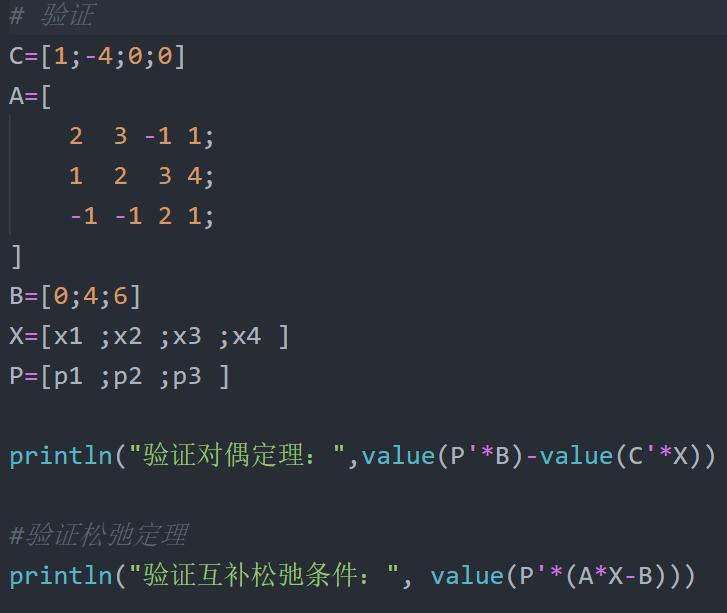 # 验证
C=[1;-4;0;0]
A=[
2 3 -1 1;
1 2 3 4;
-1 -1 2 1;
]
B=[0;4;6]
X=[x1 ;x2 ;x3 ;x4 ]
P=[p1 ;p2 ;p3 ]
println("验证对偶定理：",value(P'*B)-value(C'*X))
#验证松弛定理
println("验证互补松弛条件：", value(P'*(A*X-B)))